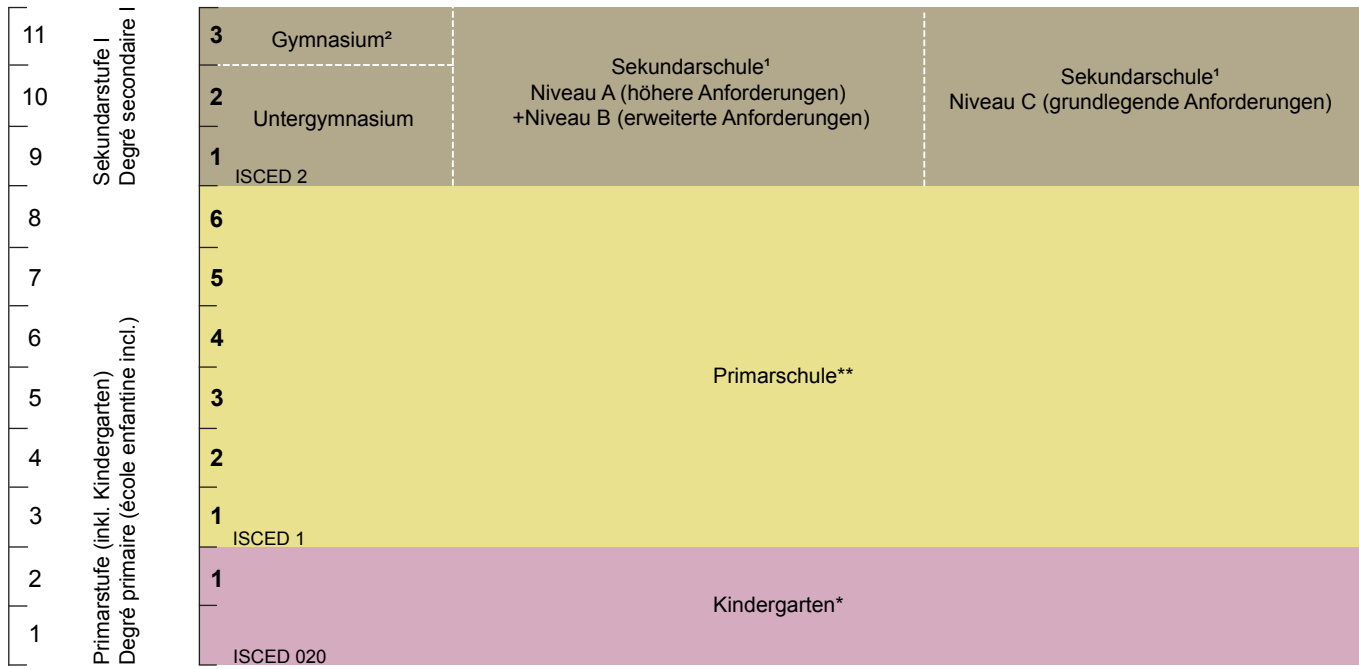 11
10
9
8
7
6
5
4
3
2
1
Sekundarstufe I
Degré secondaire I
Primarstufe (inkl. Kindergarten)
Degré primaire (école enfantine incl.)
3
2
1
6
5
4
3
2
1
1
Gymnasium²
Untergymnasium
ISCED 2
Sekundarschule¹
Niveau A (höhere Anforderungen)
+Niveau B (erweiterte Anforderungen)
Sekundarschule¹
Niveau C (grundlegende Anforderungen)
Primarschule**
ISCED 1
Kindergarten*
ISCED 020